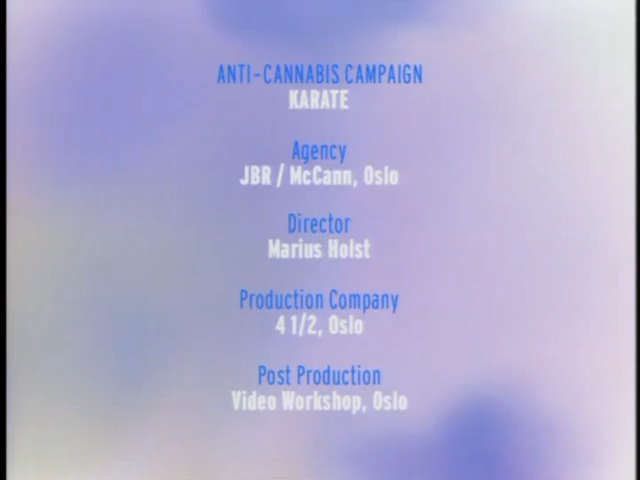 ANTI-CANNABIS CAMPAIGN
KARATE
Agency
JBR / McCann, Oslo
Director
Marius Holst
Production Company
4 1/2, Oslo
Post Production
Video Workshop, Oslo